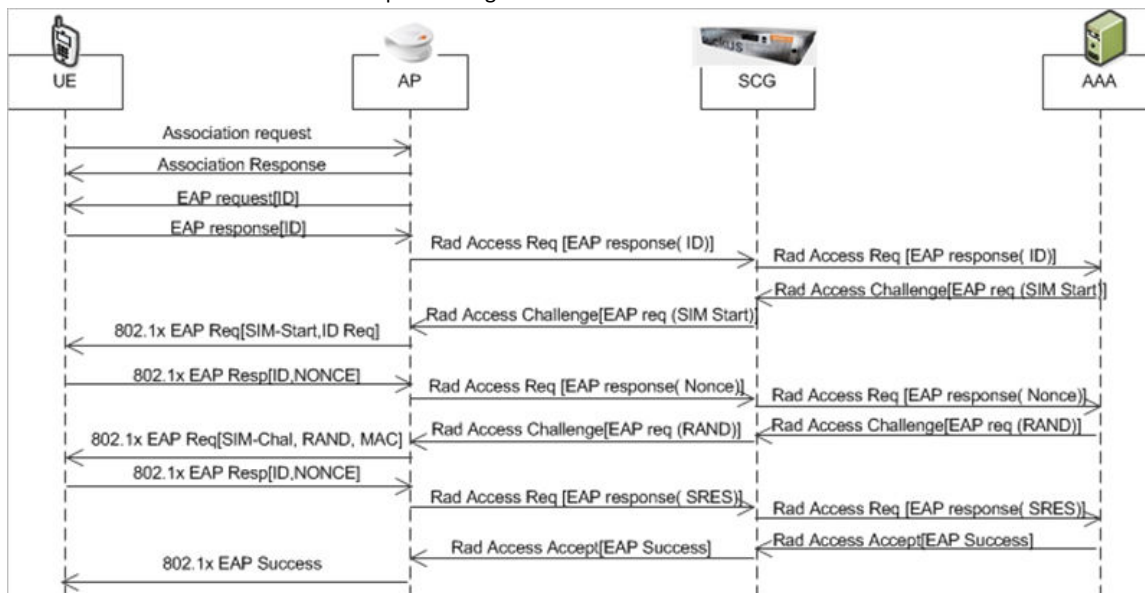 UE
AP
SCG
AAA
Association request
Association Response
EAP request[ID]
EAP response[ID]
Rad Access Req [EAP response( ID)]
Rad Access Req [EAP response( ID)]
Rad Access Challenge[EAP req (SIM Start)]
Rad Access Challenge[EAP req (SIM Start)]
802.1x EAP Req[SIM-Start,ID Req]
802.1x EAP Resp[ID,NONCE]
Rad Access Req [EAP response( Nonce)]
Rad Access Req [EAP response( Nonce)]
Rad Access Challenge[EAP req (RAND)]
Rad Access Challenge[EAP req (RAND)]
802.1x EAP Req[SIM-Chal, RAND, MAC]
802.1x EAP Resp[ID,NONCE]
Rad Access Req [EAP response( SRES)]
Rad Access Req [EAP response( SRES)]
Rad Access Accept[EAP Success]
Rad Access Accept[EAP Success]
802.1x EAP Success